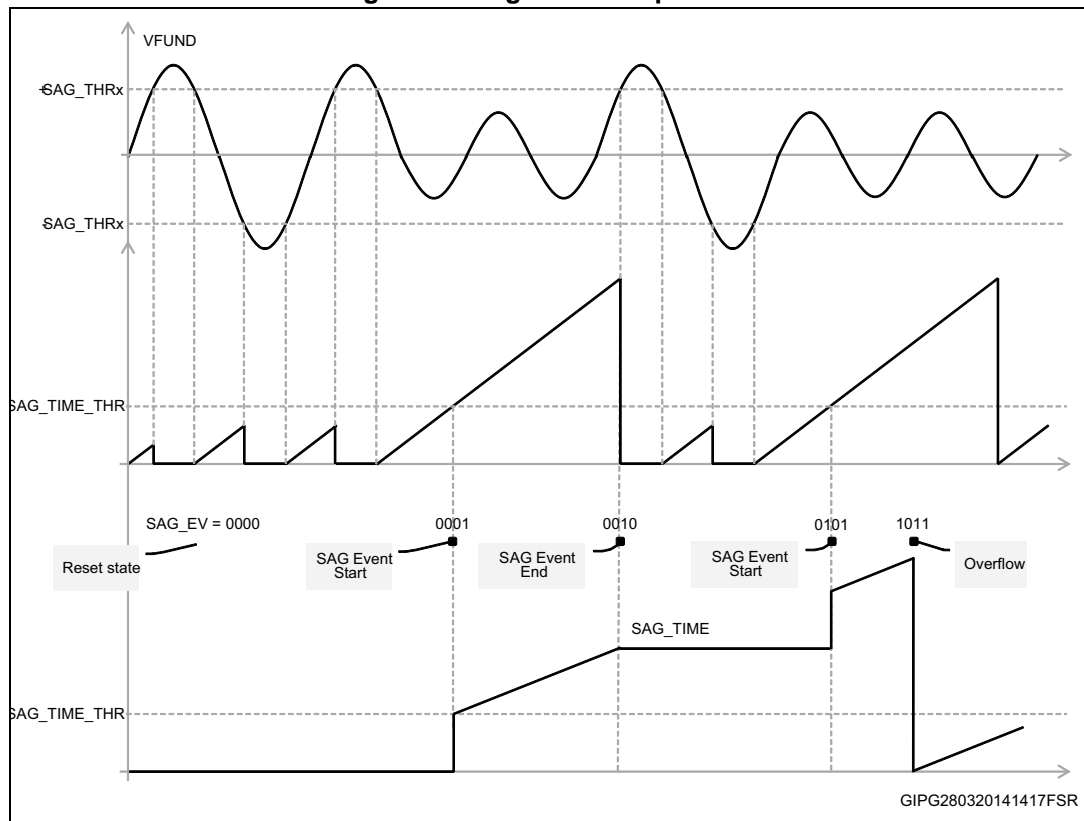 VFUND
SAG_THRx
SAG_THRx
SAG_TIME_THR
SAG_EV = 0000
0001
0010
0101
1011
Reset state
SAG Event
Start
SAG Event
End
SAG Event
Start
Overflow
SAG_TIME
SAG_TIME_THR
GIPG280320141417FSR